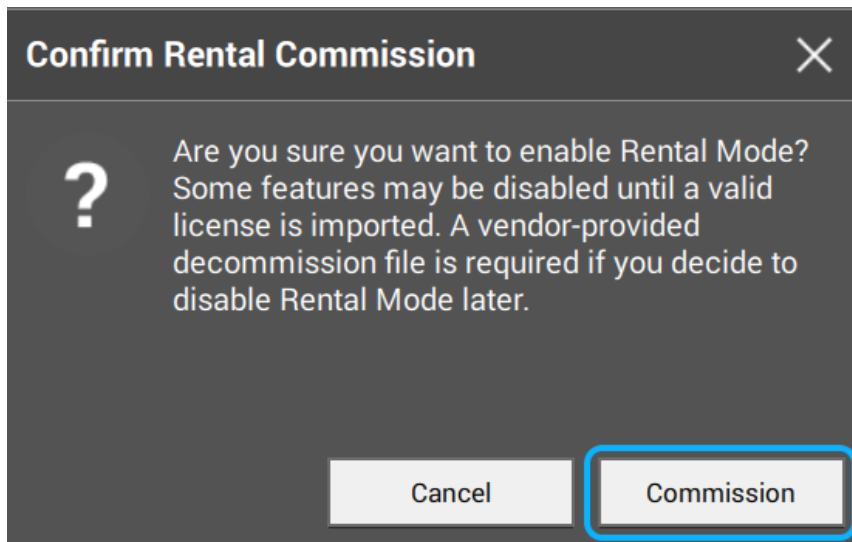 Confirm Rental Commission
?
Are you sure you want to enable Rental Mode?
Some features may be disabled until a valid
license is imported. A vendor-provided
decommission file is required if you decide to
disable Rental Mode later.
Cancel
Commission